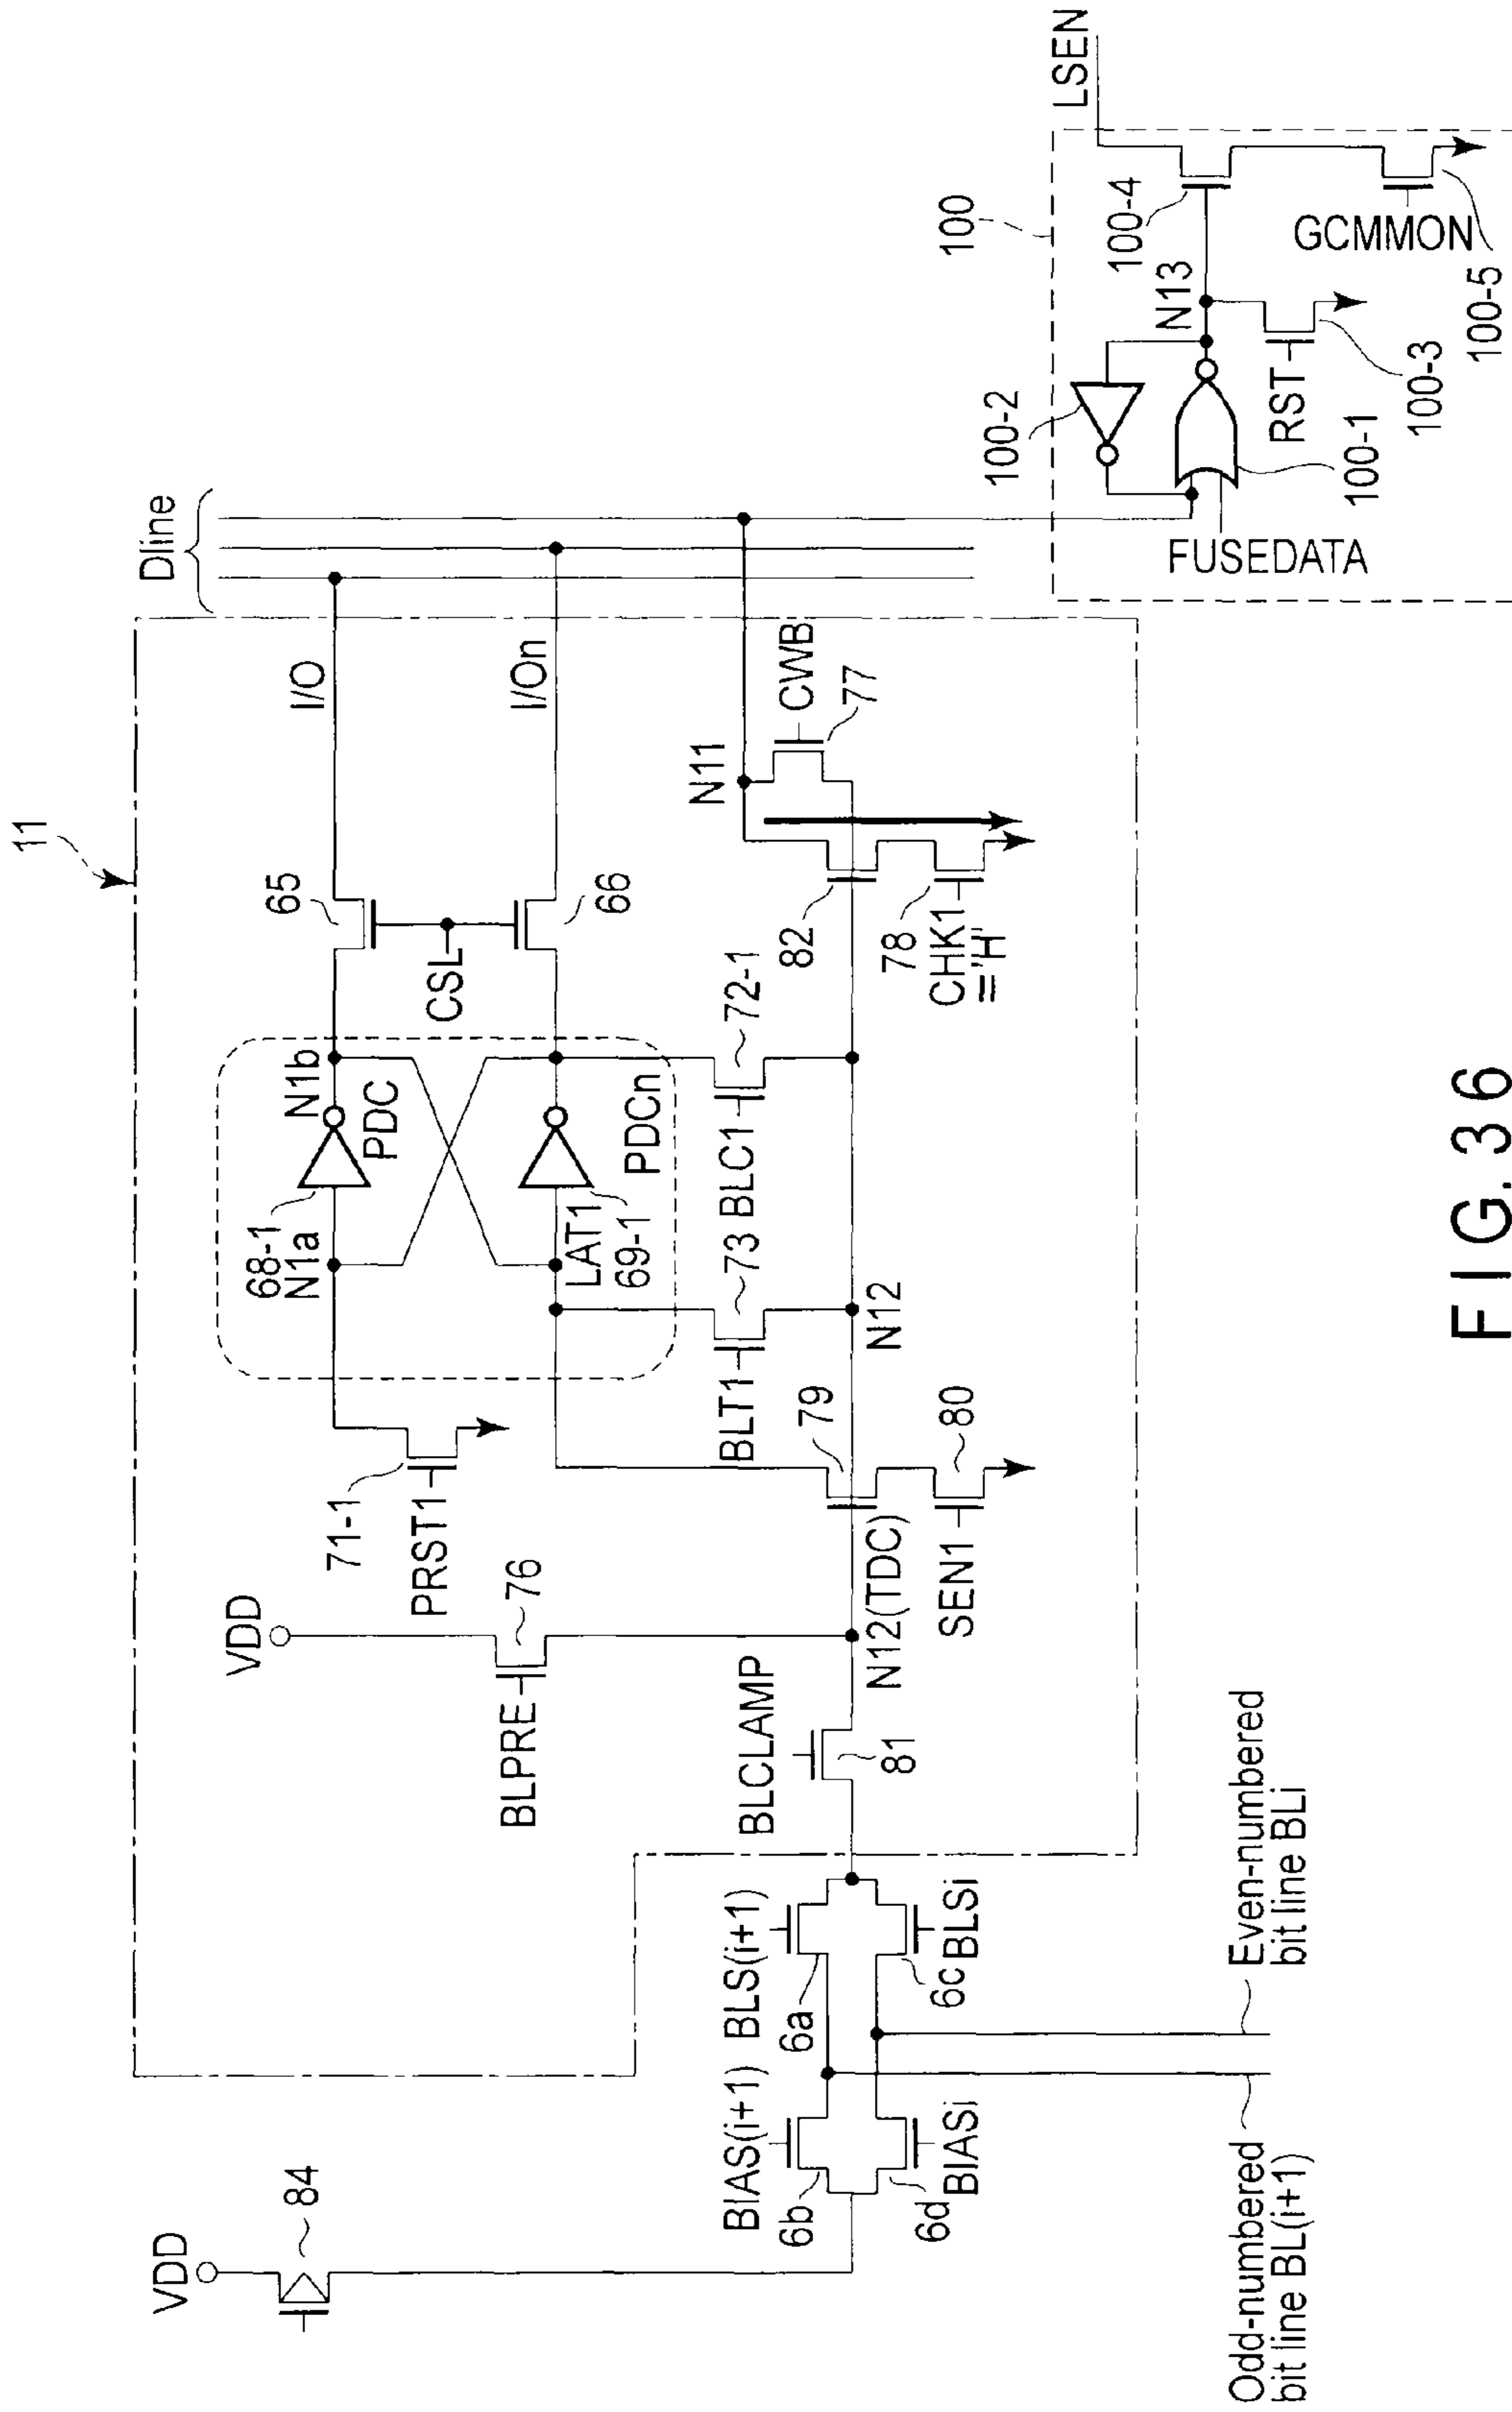 11
VDD
84
VDD
BLPRE
76
71-1
PRST1
68-1
N1a
N1b
PDC
LAT1
69-1
PDCn
65
CSL
66
I/O
I/On
Dline
BIAS(i+1)
BLS(i+1)
6b
6a
6d
BIASi
6c
BLSi
BLCLAMP
81
N12(TDC)
79
SEN1
80
BLT1
73
BLC1
72-1
N12
N11
82
78
CHK1
='H'
CWB
77
100
LSEN
100-2
N13
100-4
FUSEDATA
100-1
RST
100-3
GCMMON
100-5
Odd-numbered
bit line BL(i+1)
Even-numbered
bit line BLi
FIG. 36